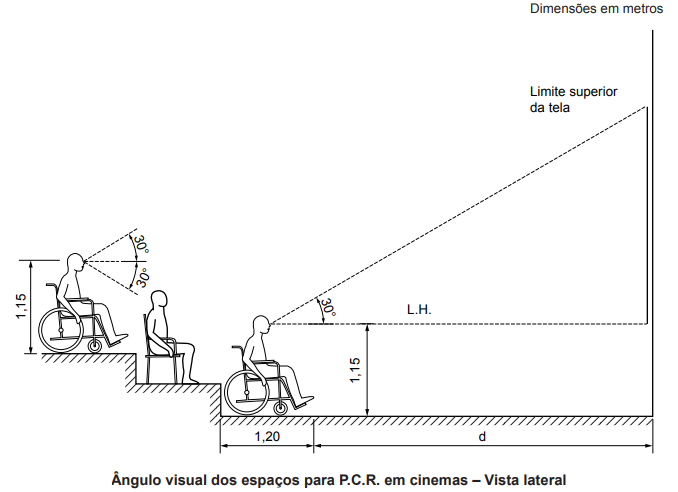 Dimensões em metros
Limite superior
da tela
30°
30°
1,15
30°
L.H.
1,15
1,20
d
Ângulo visual dos espaços para P.C.R. em cinemas – Vista lateral